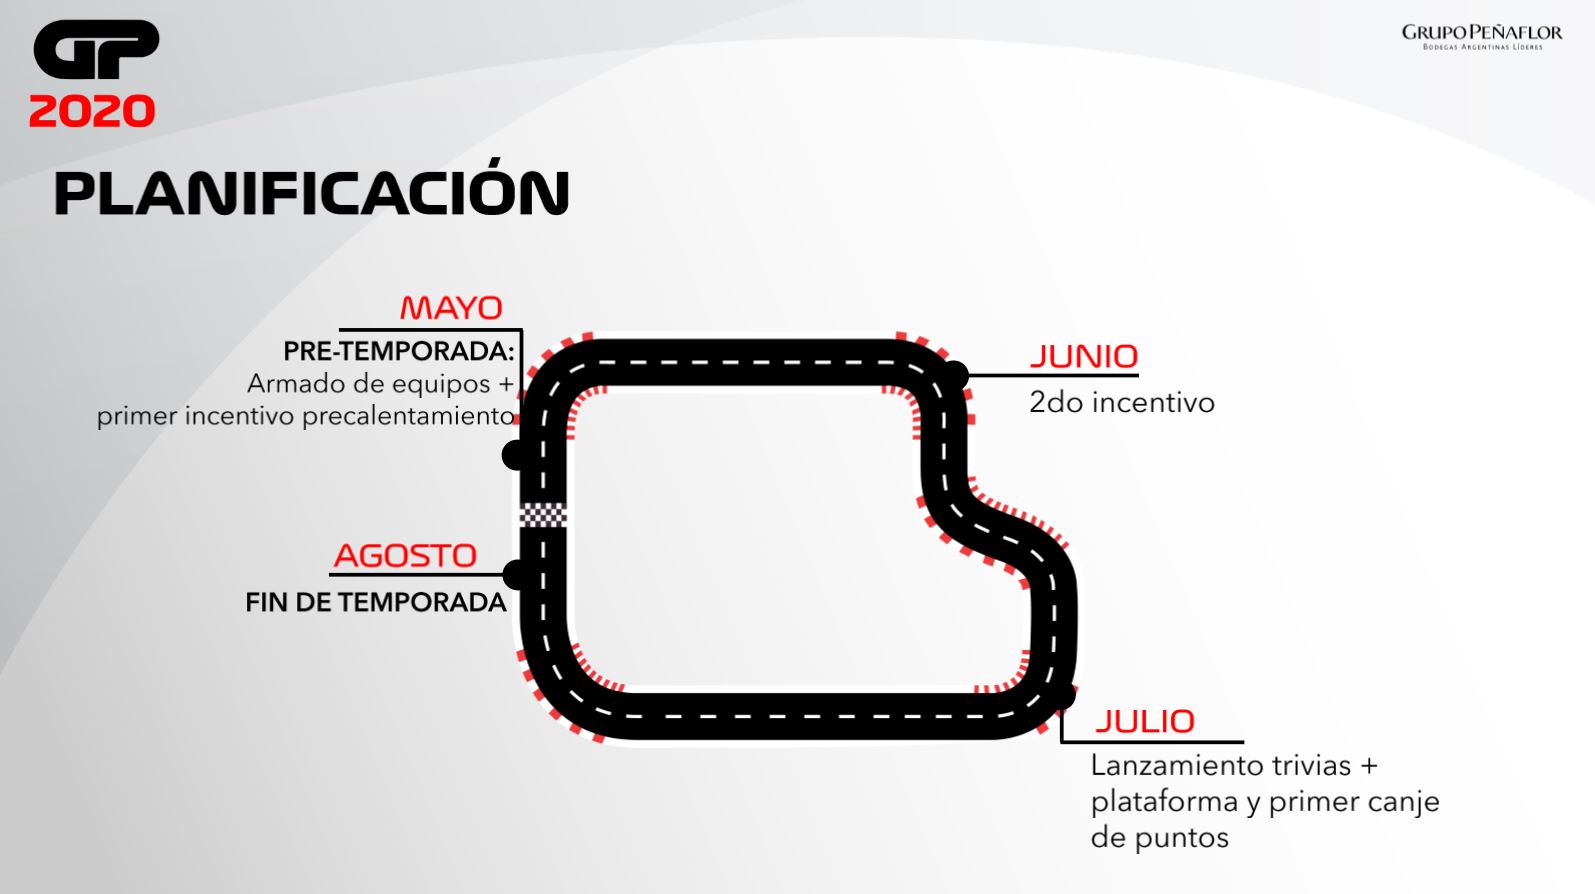 GP
2020
GRUPO PEÑAFLOR
BODEGAS ARGENTINAS LÍDERES
PLANIFICACIÓN
MAYO
PRE-TEMPORADA:
Armado de equipos +
primer incentivo precalentamiento
JUNIO
2do incentivo
AGOSTO
FIN DE TEMPORADA
JULIO
Lanzamiento trivias +
plataforma y primer canje
de puntos